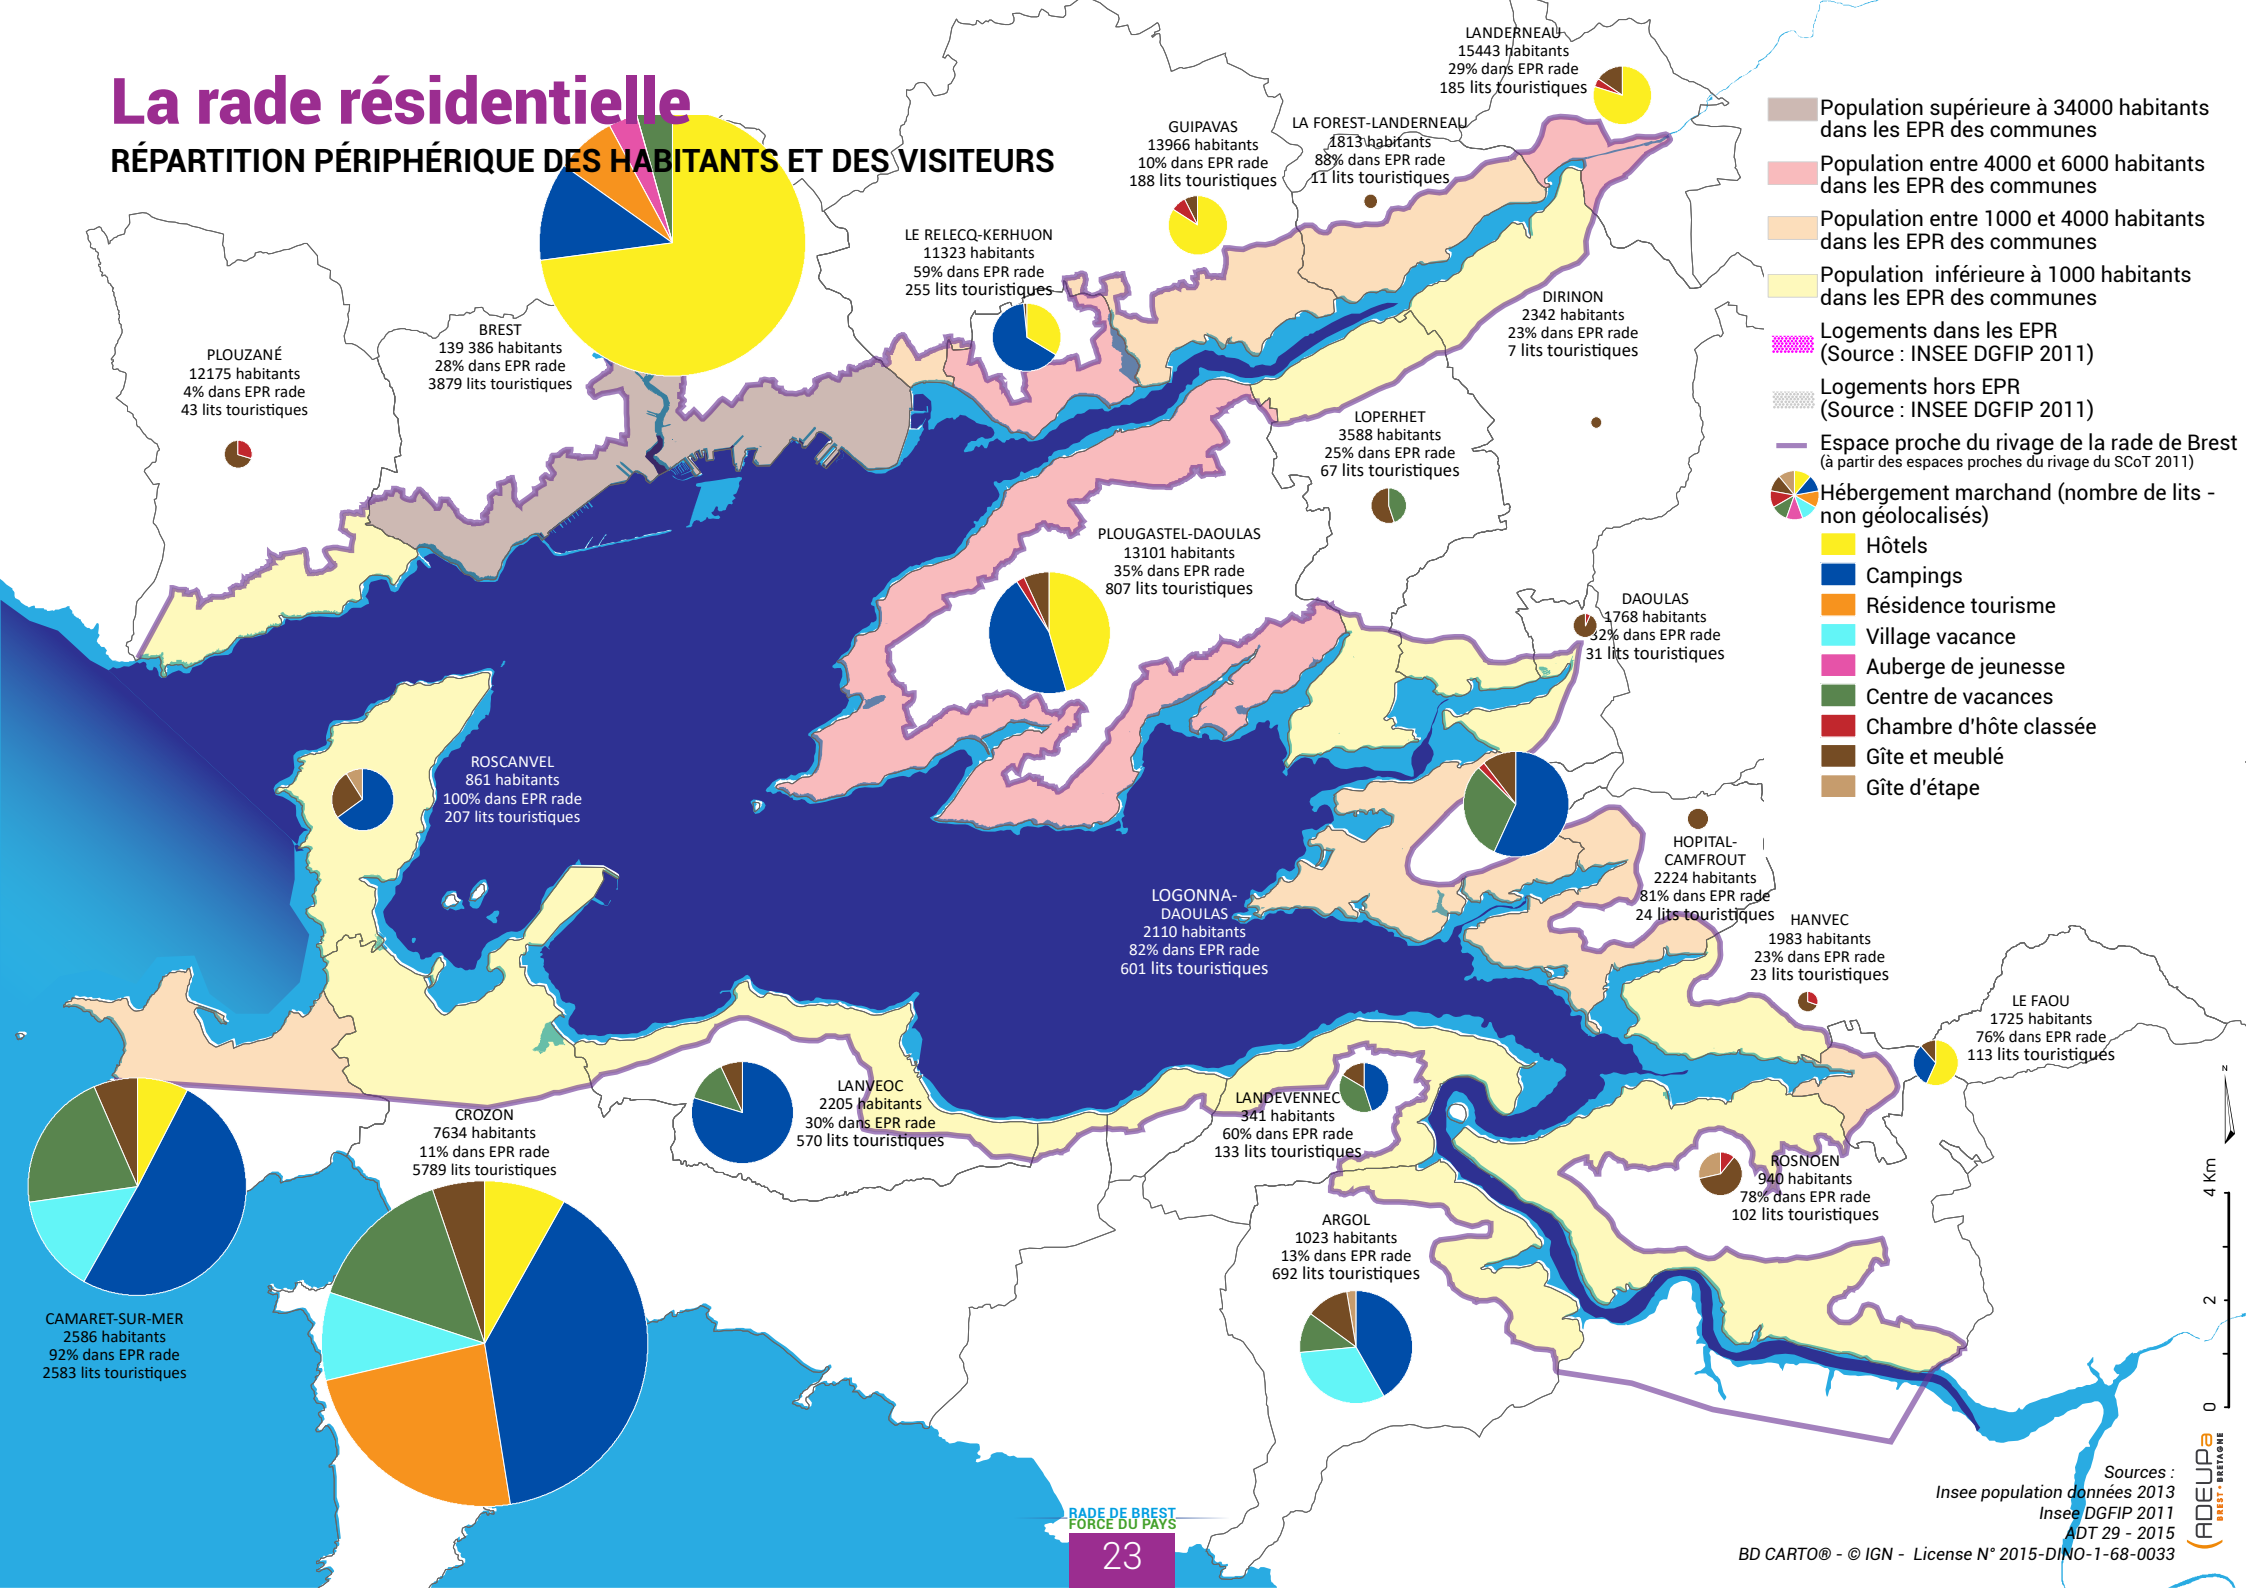 La rade résidentielle
RÉPARTITION PÉRIPHÉRIQUE DES HABITANTS ET DES VISITEURS
LANDERNEAU
15443 habitants
29% dans EPR rade
185 lits touristiques
GUIPAVAS
13966 habitants
10% dans EPR rade
188 lits touristiques
LA FOREST-LANDERNEAU
1813 habitants
88% dans EPR rade
11 lits touristiques
LE RELECQ-KERHUON
11323 habitants
59% dans EPR rade
255 lits touristiques
DIRINON
2342 habitants
23% dans EPR rade
7 lits touristiques
BREST
139 386 habitants
28% dans EPR rade
3879 lits touristiques
PLOUZANÉ
12175 habitants
4% dans EPR rade
43 lits touristiques
LOPERHET
3588 habitants
25% dans EPR rade
67 lits touristiques
PLOUGASTEL-DAOULAS
13101 habitants
35% dans EPR rade
807 lits touristiques
DAOULAS
1768 habitants
32% dans EPR rade
31 lits touristiques
ROSCANVEL
861 habitants
100% dans EPR rade
207 lits touristiques
HOPITAL-
CAMFROUT
2224 habitants
81% dans EPR rade
24 lits touristiques
LOGONNA-
DAOULAS
2110 habitants
82% dans EPR rade
601 lits touristiques
HANVEC
1983 habitants
23% dans EPR rade
23 lits touristiques
LE FAOU
1725 habitants
76% dans EPR rade
113 lits touristiques
LANVEOC
2205 habitants
30% dans EPR rade
570 lits touristiques
LANDEVENNEC
341 habitants
60% dans EPR rade
133 lits touristiques
CROZON
7634 habitants
11% dans EPR rade
5789 lits touristiques
ROSNOEN
940 habitants
78% dans EPR rade
102 lits touristiques
ARGOL
1023 habitants
13% dans EPR rade
692 lits touristiques
CAMARET-SUR-MER
2586 habitants
92% dans EPR rade
2583 lits touristiques
Population supérieure à 34000 habitants
dans les EPR des communes
Population entre 4000 et 6000 habitants
dans les EPR des communes
Population entre 1000 et 4000 habitants
dans les EPR des communes
Population inférieure à 1000 habitants
dans les EPR des communes
Logements dans les EPR
(Source : INSEE DGFIP 2011)
Logements hors EPR
(Source : INSEE DGFIP 2011)
Espace proche du rivage de la rade de Brest
(à partir des espaces proches du rivage du SCoT 2011)
Hébergement marchand (nombre de lits -
non géolocalisés)
Hôtels
Campings
Résidence tourisme
Village vacance
Auberge de jeunesse
Centre de vacances
Chambre d'hôte classée
Gîte et meublé
Gîte d'étape
N
4 Km
2
0
ADEUPa
BREST • BRETAGNE
Sources :
Insee population données 2013
Insee DGFIP 2011
ADT 29 - 2015
BD CARTO® - © IGN - License N° 2015-DINO-1-68-0033
RADE DE BREST
FORCE DU PAYS
23